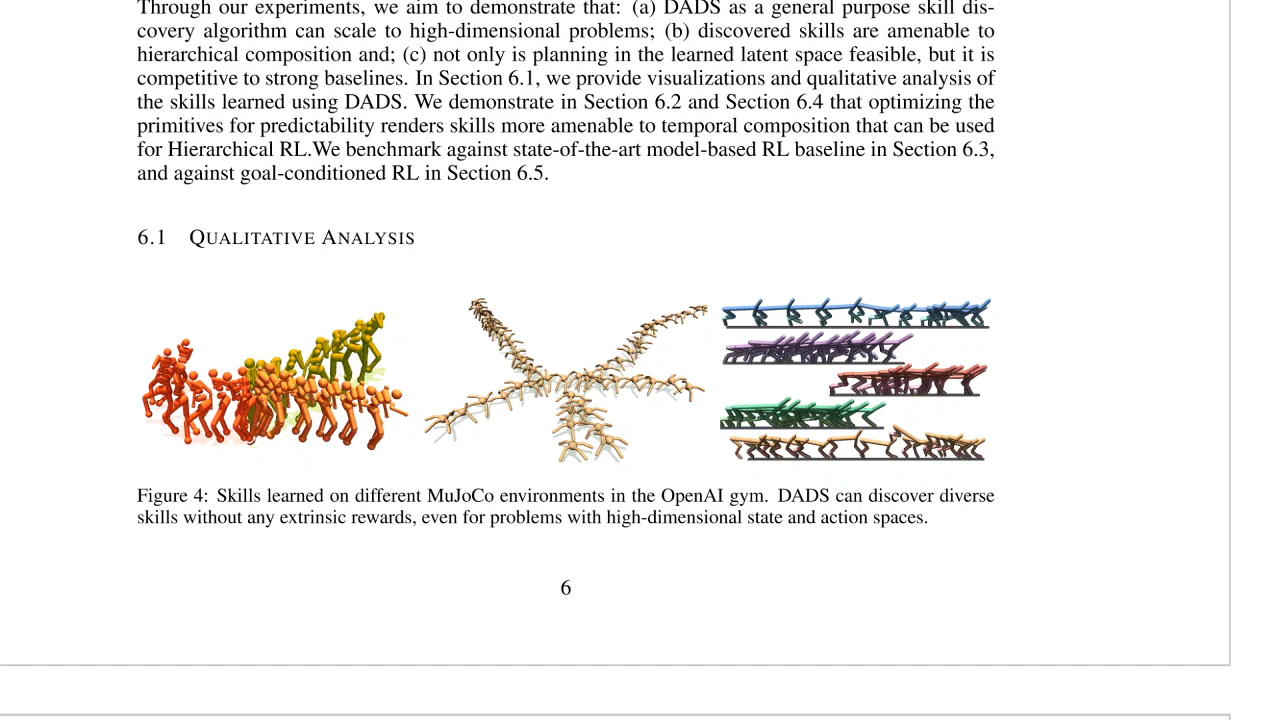 Through our experiments, we aim to demonstrate that: (a) DADS as a general purpose skill dis-
covery algorithm can scale to high-dimensional problems; (b) discovered skills are amenable to
hierarchical composition and; (c) not only is planning in the learned latent space feasible, but it is
competitive to strong baselines. In Section 6.1, we provide visualizations and qualitative analysis of
the skills learned using DADS. We demonstrate in Section 6.2 and Section 6.4 that optimizing the
primitives for predictability renders skills more amenable to temporal composition that can be used
for Hierarchical RL.We benchmark against state-of-the-art model-based RL baseline in Section 6.3,
and against goal-conditioned RL in Section 6.5.
6.1 QUALITATIVE ANALYSIS
Figure 4: Skills learned on different MuJoCo environments in the OpenAI gym. DADS can discover diverse
skills without any extrinsic rewards, even for problems with high-dimensional state and action spaces.
6